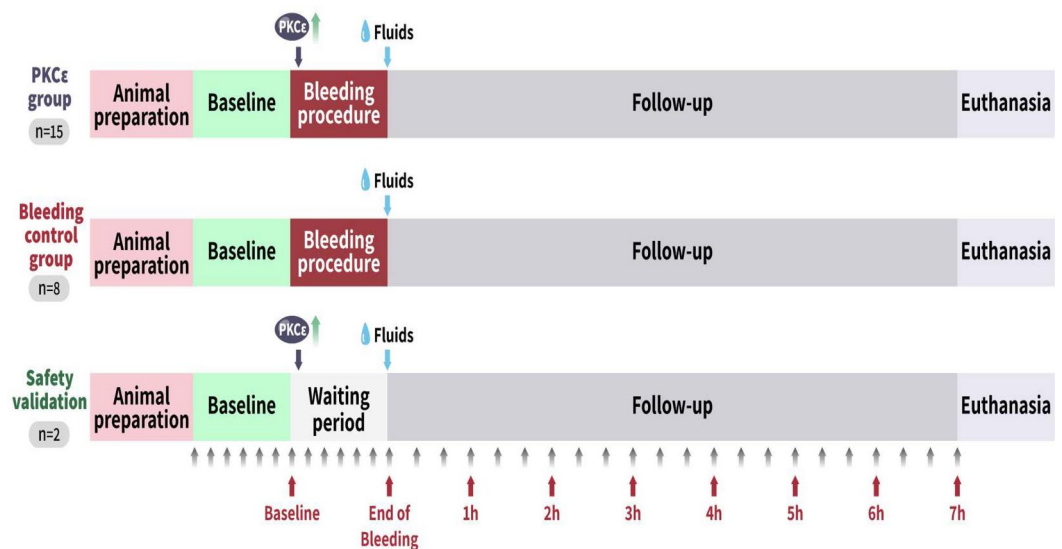 PKCε
Fluids
PKCε
group
n=15
Animal
preparation
Baseline
Bleeding
procedure
Follow-up
Euthanasia
Fluids
Bleeding
control
group
n=8
Animal
preparation
Baseline
Bleeding
procedure
Follow-up
Euthanasia
PKCε
Fluids
Safety
validation
n=2
Animal
preparation
Baseline
Waiting
period
Follow-up
Euthanasia
Baseline
End of
Bleeding
1h
2h
3h
4h
5h
6h
7h